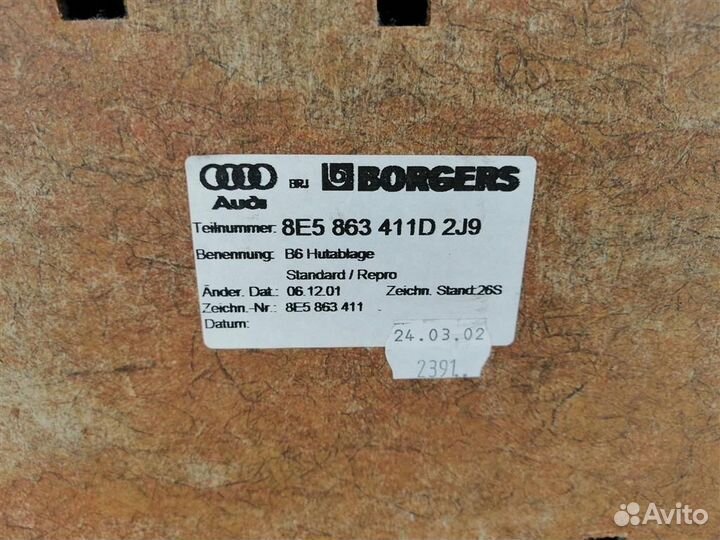 Audi BRJ BORGERS
Teilnummer: 8E5 863 411D 2J9
Benennung: B6 Hutablage
Standard / Repro
Änder. Dat.: 06.12.01 Zeichn. Stand:26S
Zeichn.-Nr.: 8E5 863 411
Datum:
24.03.02
2391
Avito